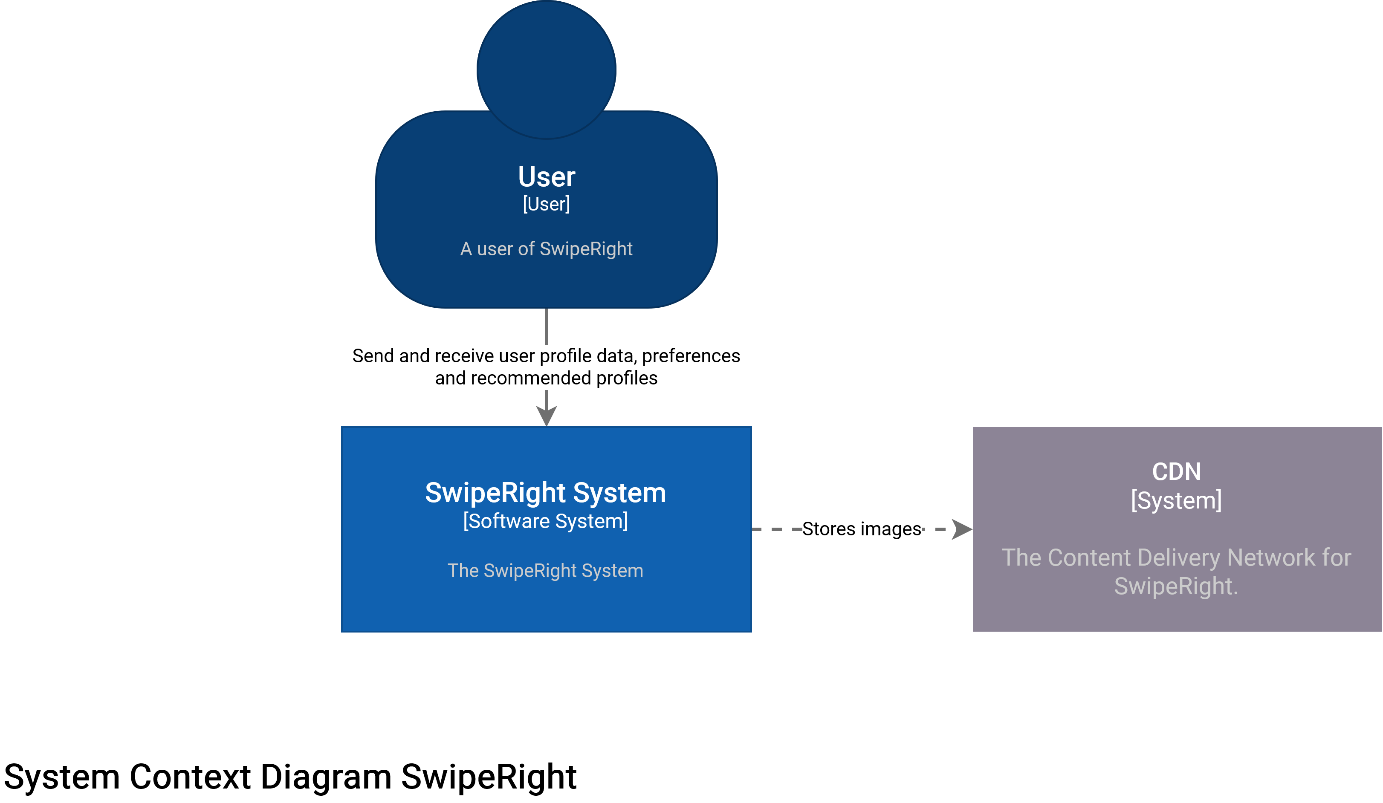 User
[User]
A user of SwipeRight
Send and receive user profile data, preferences
and recommended profiles
SwipeRight System
[Software System]
The SwipeRight System
Stores images
CDN
[System]
The Content Delivery Network for
SwipeRight.
System Context Diagram SwipeRight